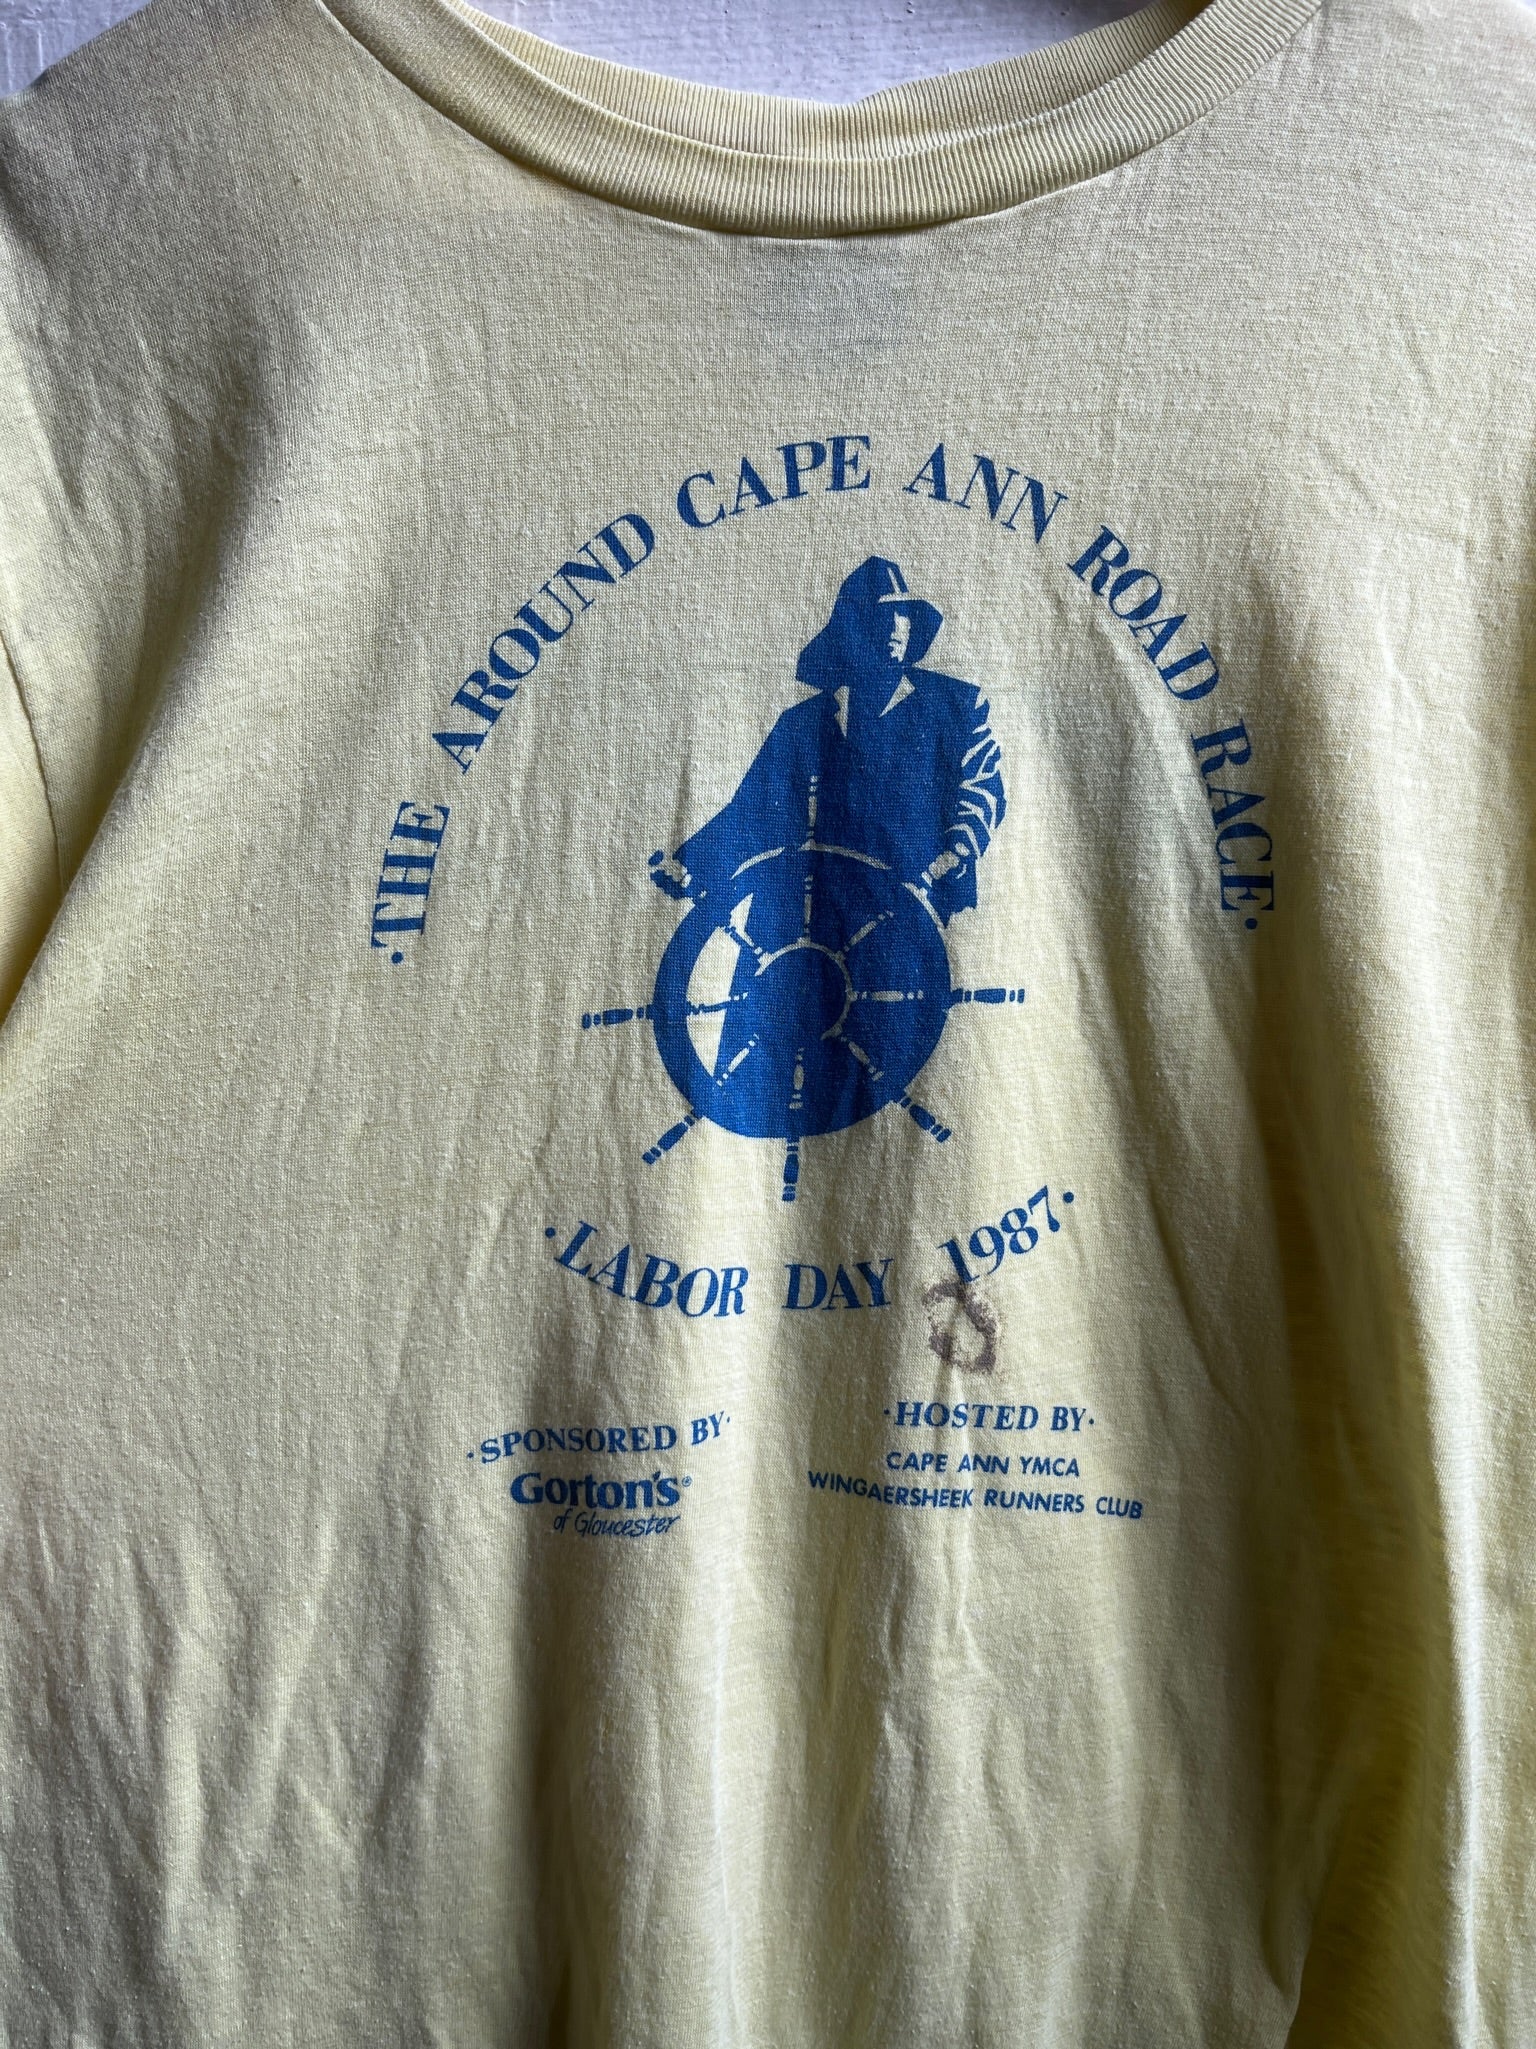 ·THE AROUND CAPE ANN ROAD RACE·
·LABOR DAY 1987·
·SPONSORED BY·
Gorton's®
of Gloucester
·HOSTED BY·
CAPE ANN YMCA
WINGAERSHEEK RUNNERS CLUB